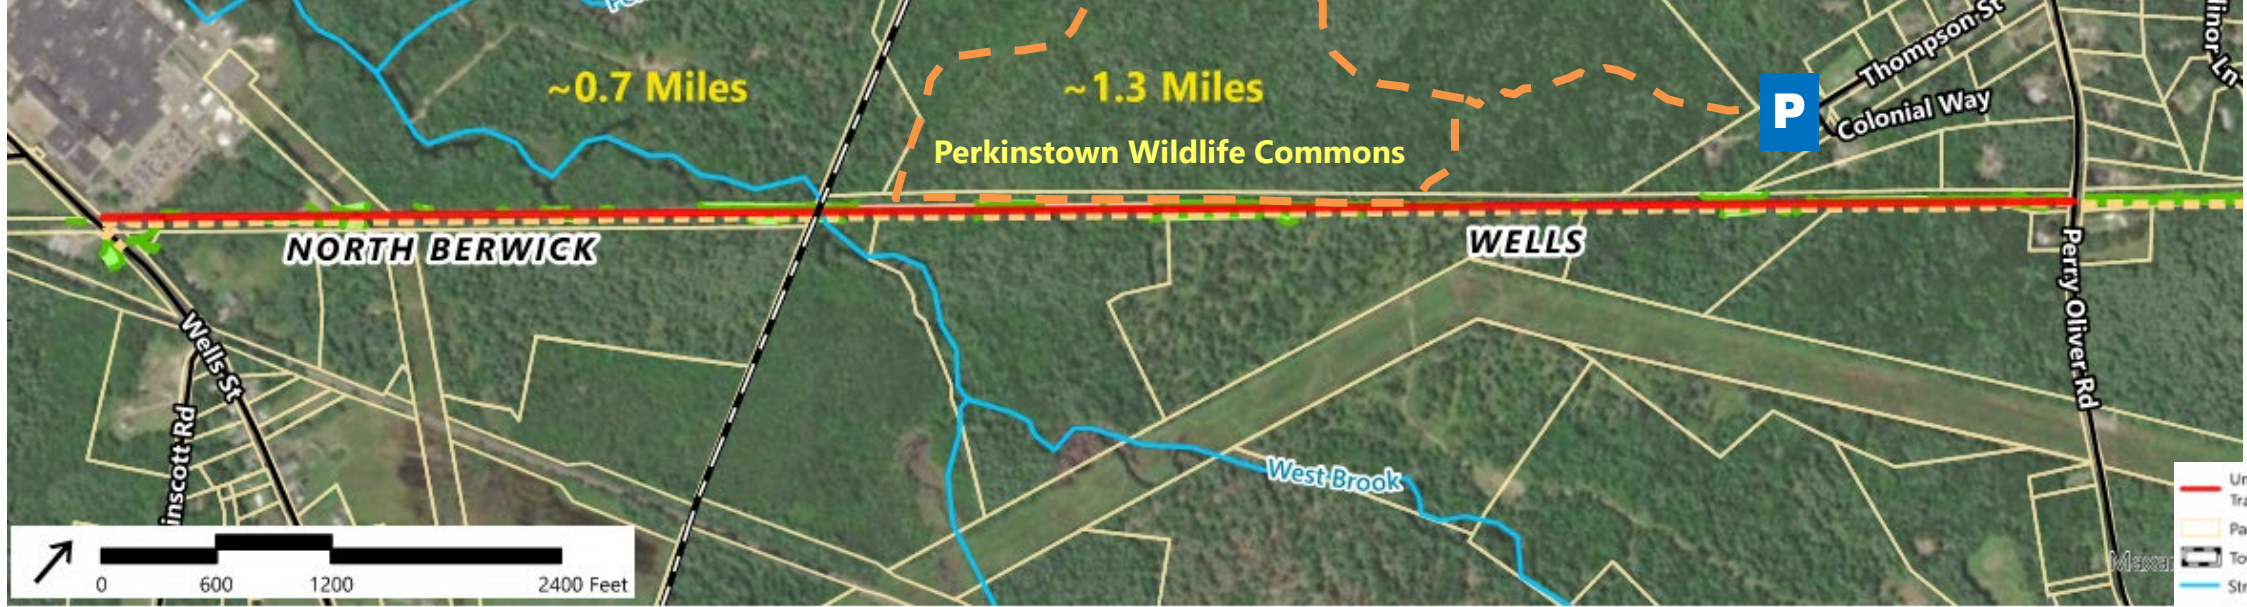 Thompson St
~0.7 Miles
~1.3 Miles
P
Colonial Way
Perkinstown Wildlife Commons
NORTH BERWICK
WELLS
Perry Oliver Rd
Wells St
West Brook
0 600 1200 2400 Feet